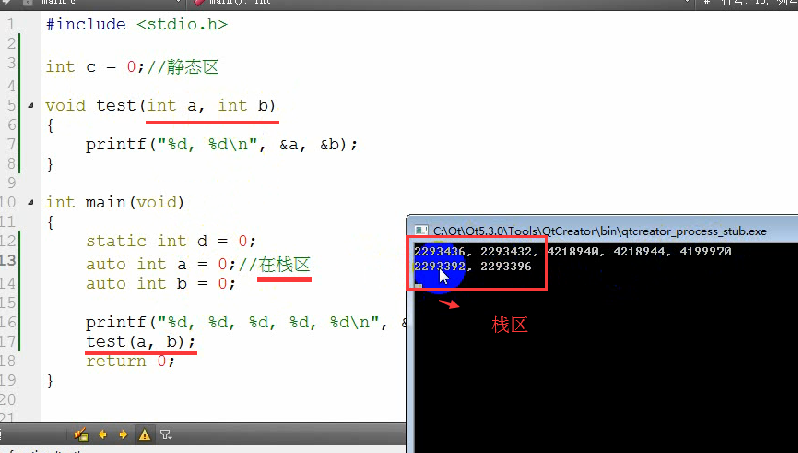 main c
main(): int
#
1 #include <stdio.h>
2
3 int c = 0;//静态区
4
5 void test(int a, int b)
6 {
7 printf("%d, %d\n", &a, &b);
8 }
9
10 int main(void)
11 {
12 static int d = 0;
13 auto int a = 0;//在栈区
14 auto int b = 0;
15
16 printf("%d, %d, %d, %d, %d\n", &
17 test(a, b);
18 return 0;
19 }
20
21
C:\Qt\Qt5.3.0\Tools\QtCreator\bin\qtcreator_process_stub.exe
2293436, 2293432, 4218940, 4218944, 4199970
2293392, 2293396
栈区